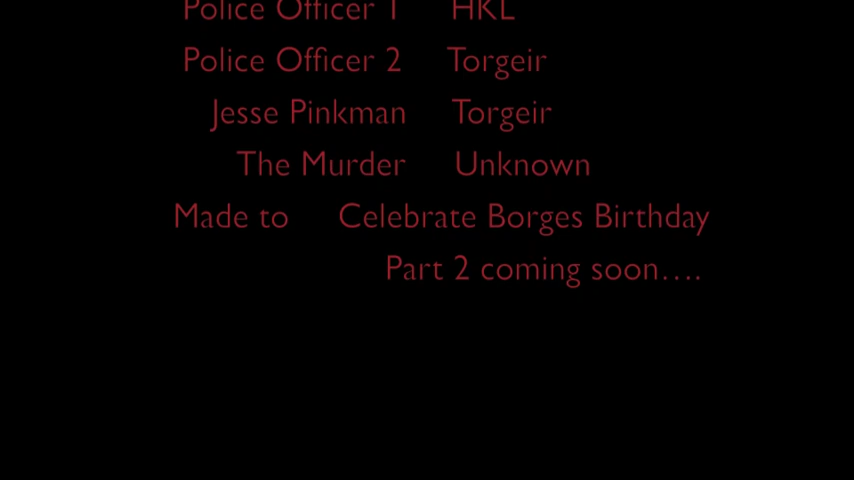 Police Officer 1 HKL
Police Officer 2 Torgeir
Jesse Pinkman Torgeir
The Murder Unknown
Made to Celebrate Borges Birthday
Part 2 coming soon….